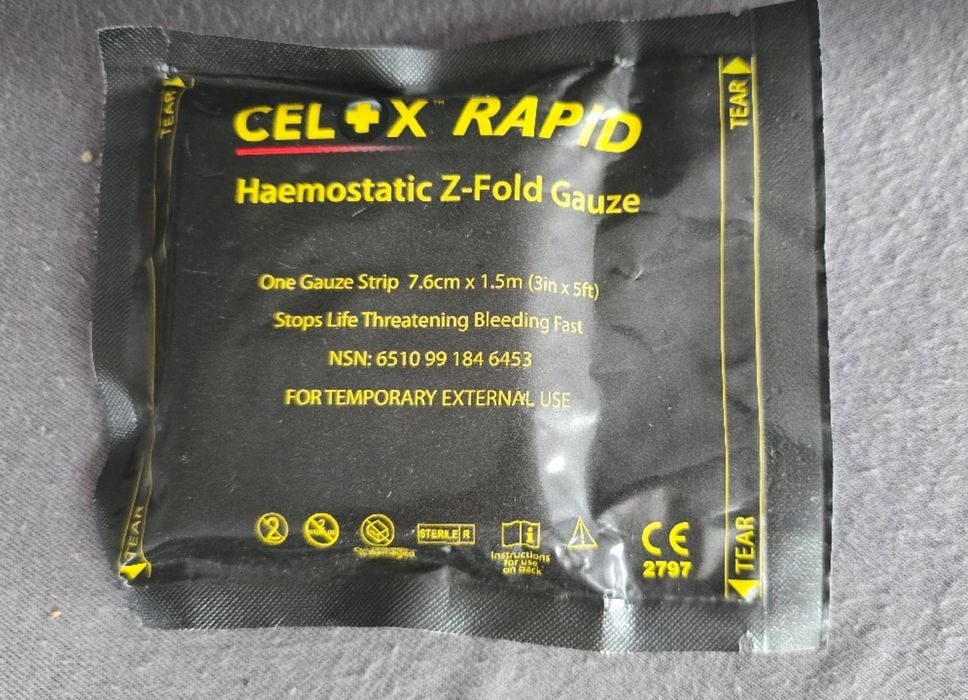 CELOX™ RAPID
Haemostatic Z-Fold Gauze
One Gauze Strip 7.6cm x 1.5m (3in x 5ft)
Stops Life Threatening Bleeding Fast
NSN: 6510 99 184 6453
FOR TEMPORARY EXTERNAL USE
2
STERILE R
Instructions
for use
on back
CE
2797
TEAR
TEAR
TEAR
TEAR